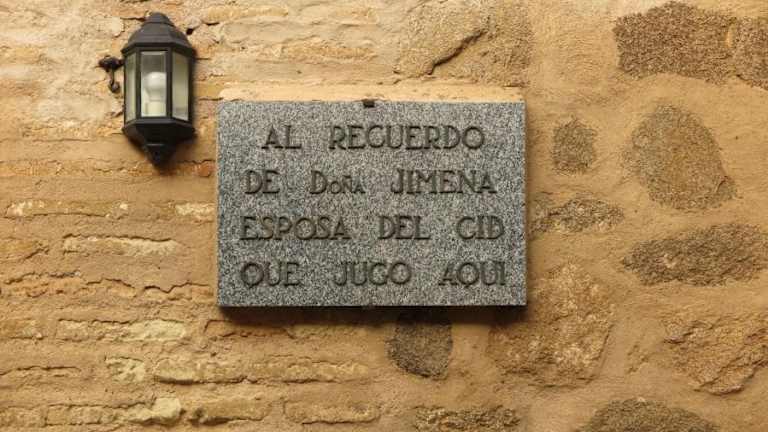 AL RECUERDO
DE DOÑA JIMENA
ESPOSA DEL CID
QUE JUGO AQUI